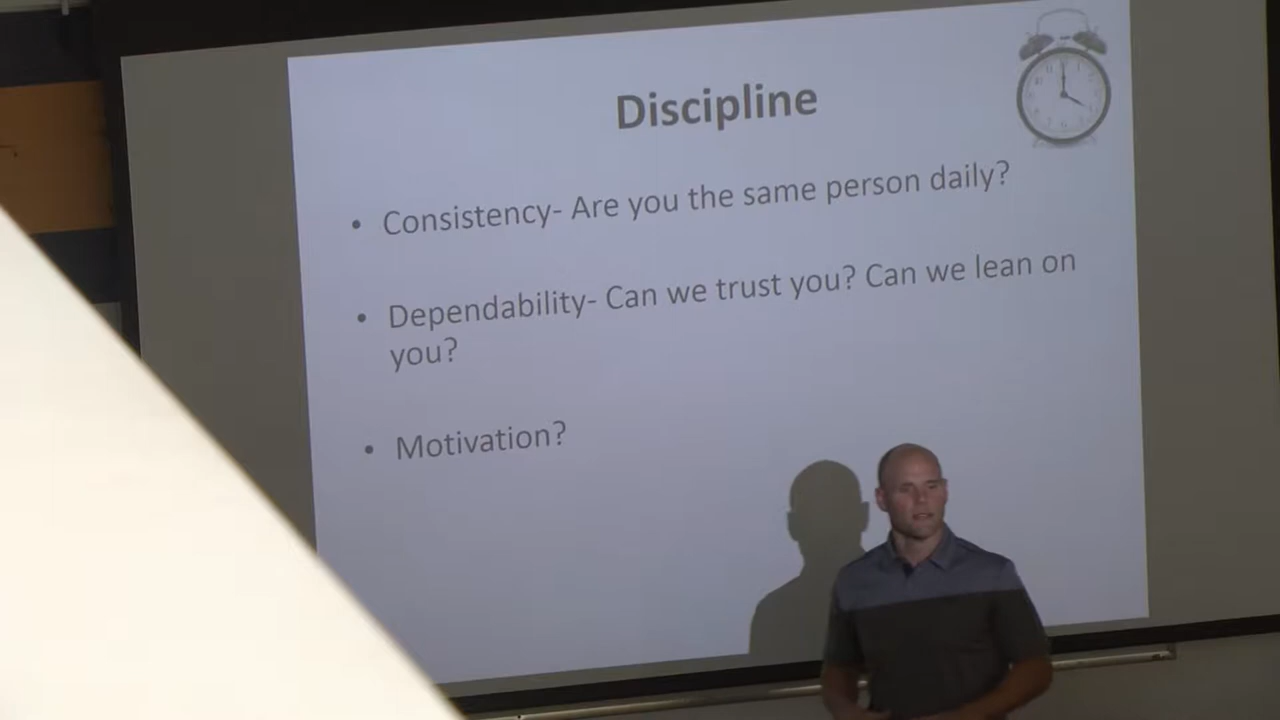 Discipline
• Consistency- Are you the same person daily?
• Dependability- Can we trust you? Can we lean on
you?
• Motivation?